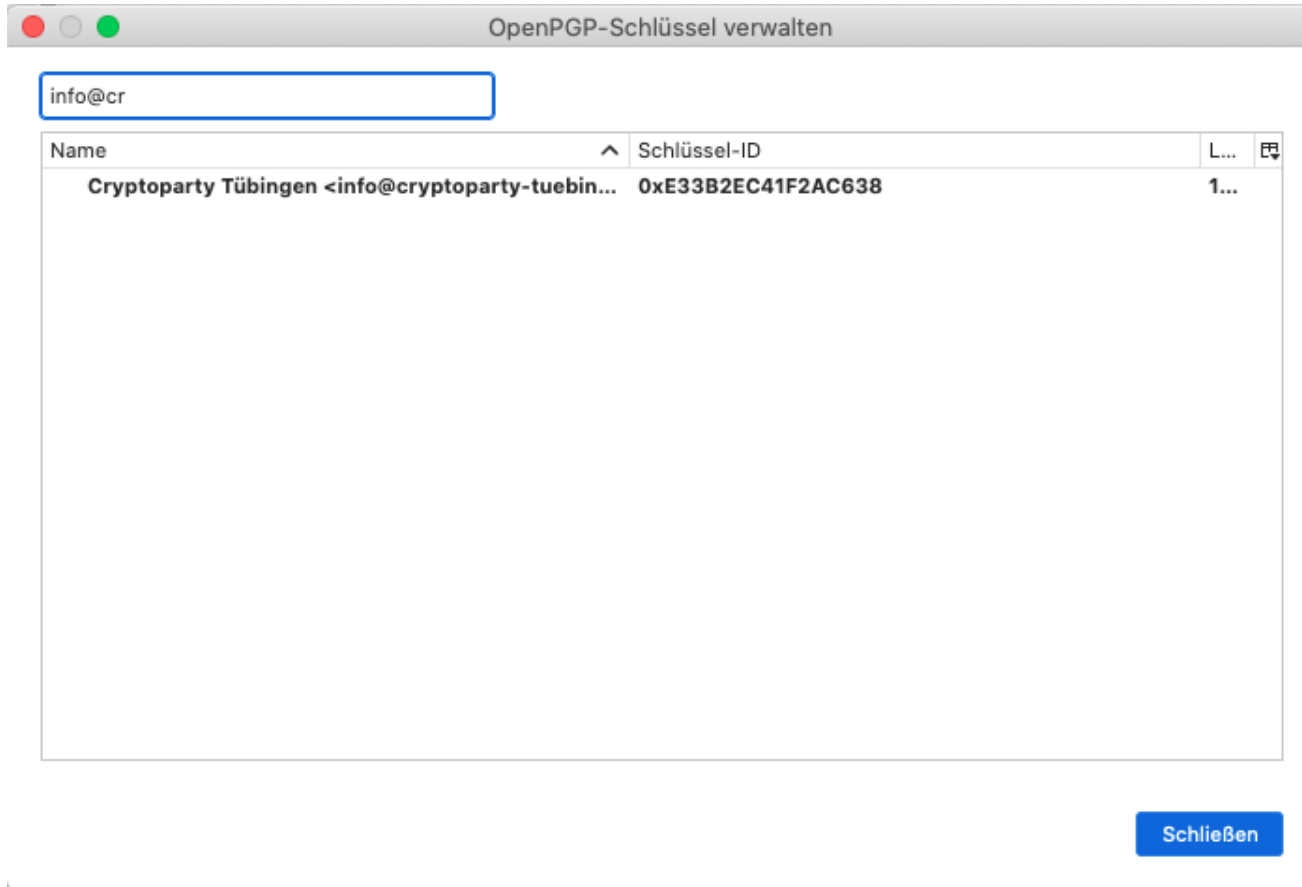 OpenPGP-Schlüssel verwalten
info@cr
Name Schlüssel-ID L...
Cryptoparty Tübingen <info@cryptoparty-tuebin... 0xE33B2EC41F2AC638 1...
Schließen